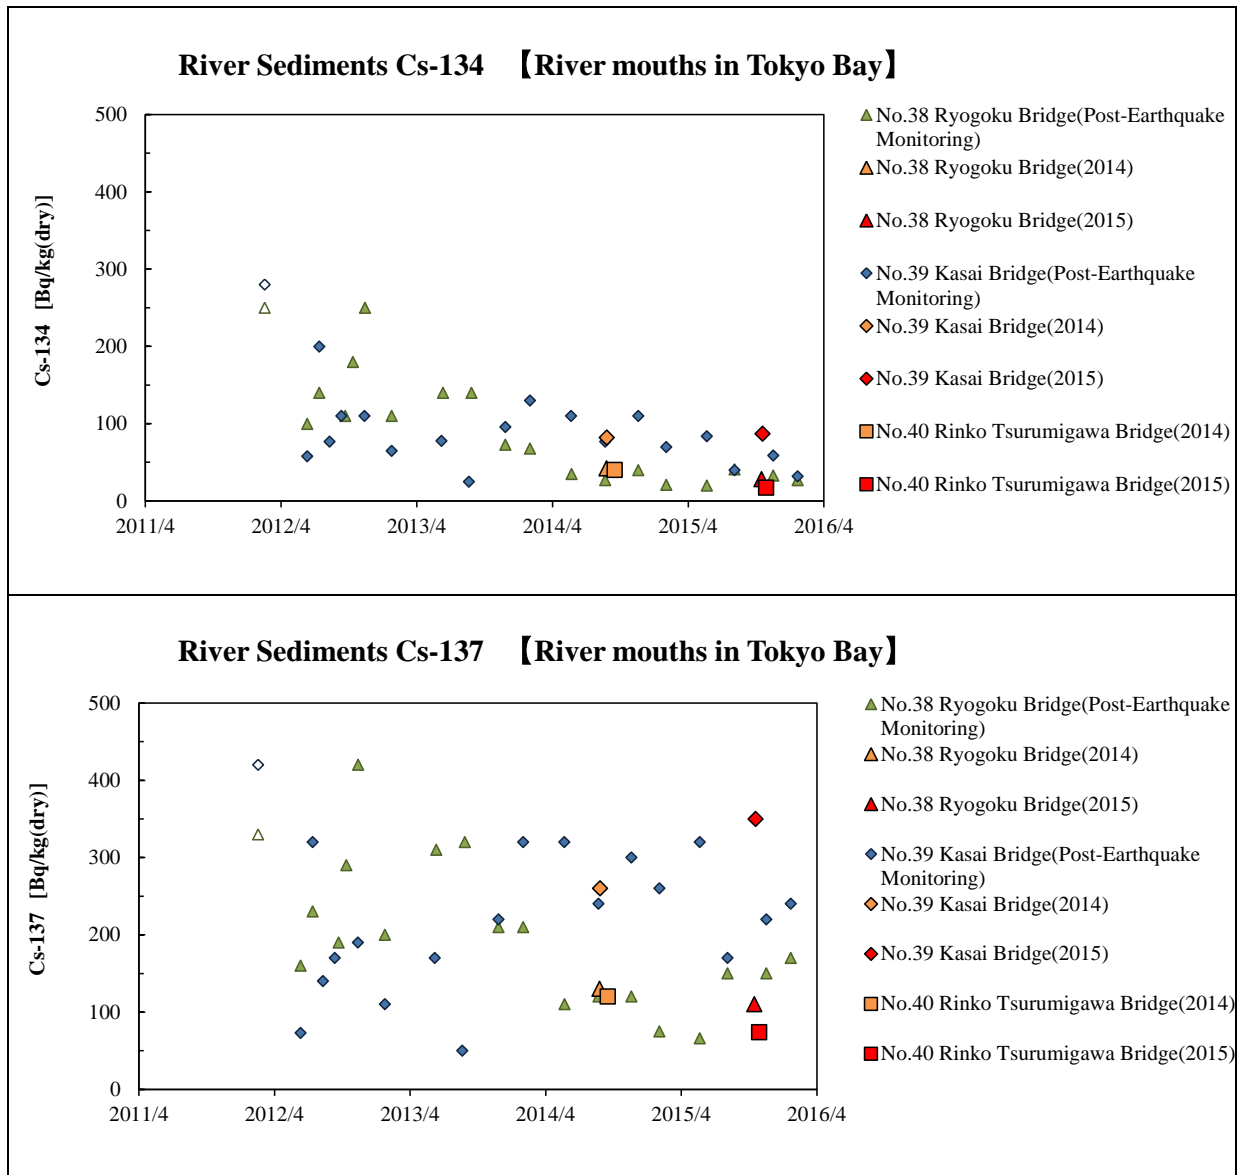 River Sediments Cs-134 【River mouths in Tokyo Bay】
Cs-134 [Bq/kg(dry)]
500
400
300
200
100
0
2011/4 2012/4 2013/4 2014/4 2015/4 2016/4
No.38 Ryogoku Bridge(Post-Earthquake
Monitoring)
No.38 Ryogoku Bridge(2014)
No.38 Ryogoku Bridge(2015)
No.39 Kasai Bridge(Post-Earthquake
Monitoring)
No.39 Kasai Bridge(2014)
No.39 Kasai Bridge(2015)
No.40 Rinko Tsurumigawa Bridge(2014)
No.40 Rinko Tsurumigawa Bridge(2015)
River Sediments Cs-137 【River mouths in Tokyo Bay】
Cs-137 [Bq/kg(dry)]
500
400
300
200
100
0
2011/4 2012/4 2013/4 2014/4 2015/4 2016/4
No.38 Ryogoku Bridge(Post-Earthquake
Monitoring)
No.38 Ryogoku Bridge(2014)
No.38 Ryogoku Bridge(2015)
No.39 Kasai Bridge(Post-Earthquake
Monitoring)
No.39 Kasai Bridge(2014)
No.39 Kasai Bridge(2015)
No.40 Rinko Tsurumigawa Bridge(2014)
No.40 Rinko Tsurumigawa Bridge(2015)